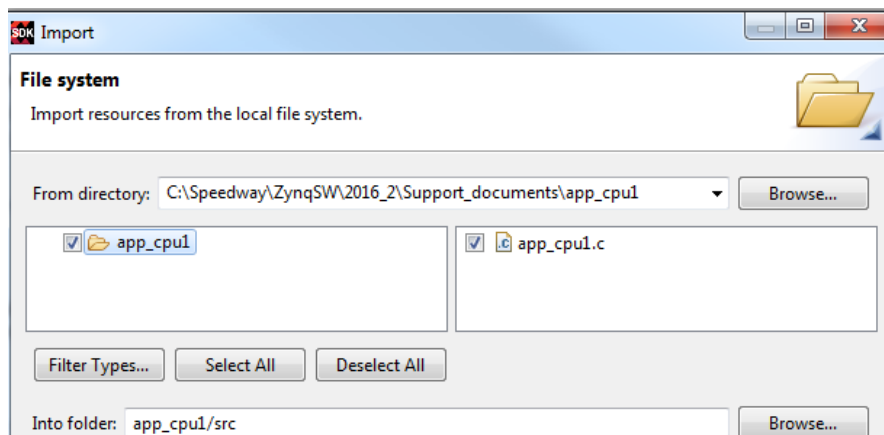 SDK Import
File system
Import resources from the local file system.
From directory: C:\Speedway\ZynqSW\2016_2\Support_documents\app_cpu1 Browse...
app_cpu1 .c app_cpu1.c
Filter Types... Select All Deselect All
Into folder: app_cpu1/src Browse...